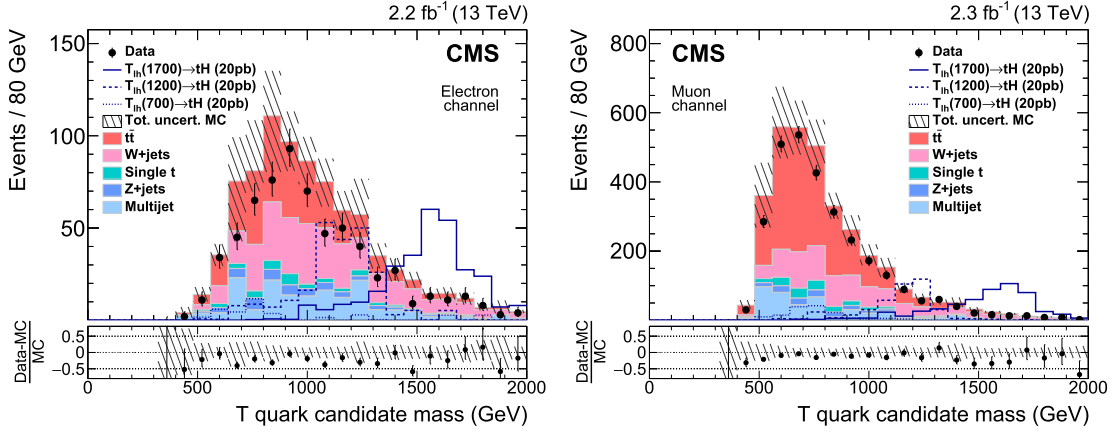 2.2 fb⁻¹ (13 TeV)
Events / 80 GeV
150
100
50
CMS
Electron
channel
Data
T_lh(1700)→tH (20pb)
T_lh(1200)→tH (20pb)
T_lh(700)→tH (20pb)
Tot. uncert. MC
tt̄
W+jets
Single t
Z+jets
Multijet
Data-MC
MC
0.5
0
−0.5
0 500 1000 1500 2000
T quark candidate mass (GeV)
2.3 fb⁻¹ (13 TeV)
Events / 80 GeV
800
600
400
200
CMS
Muon
channel
Data
T_lh(1700)→tH (20pb)
T_lh(1200)→tH (20pb)
T_lh(700)→tH (20pb)
Tot. uncert. MC
tt̄
W+jets
Single t
Z+jets
Multijet
Data-MC
MC
0.5
0
−0.5
0 500 1000 1500 2000
T quark candidate mass (GeV)